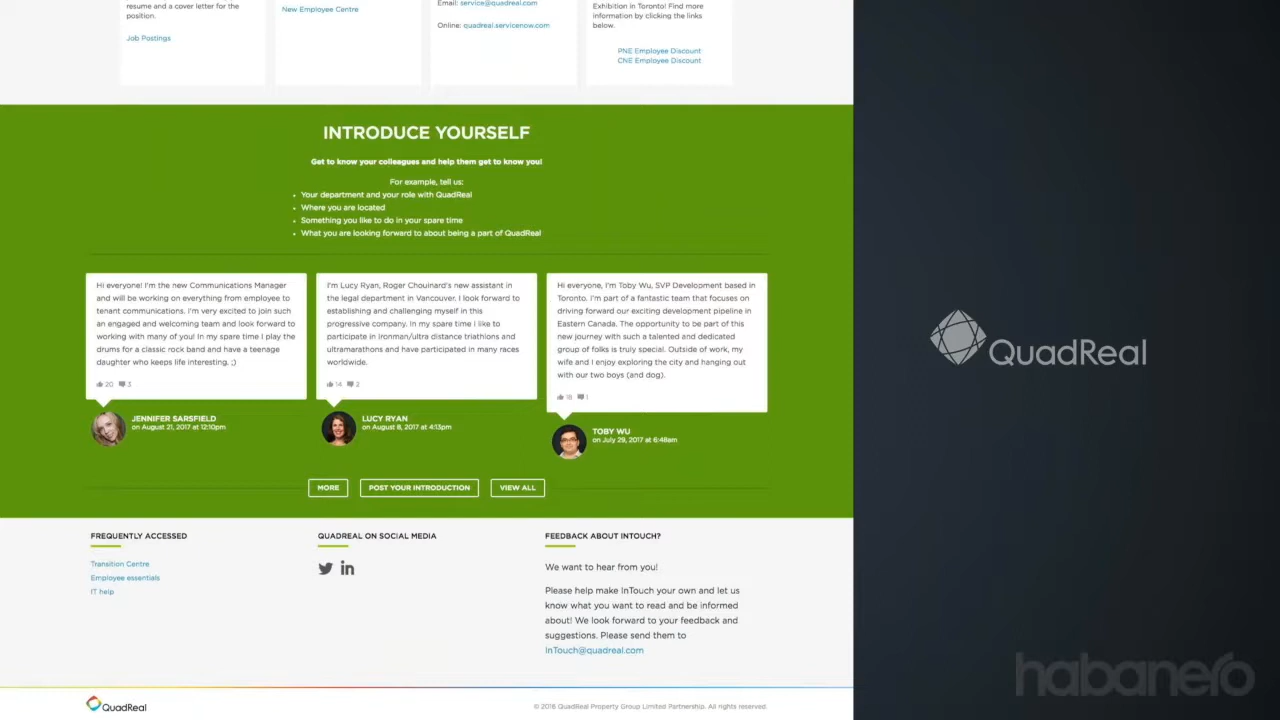 resume and a cover letter for the
position.
Job Postings
New Employee Centre
Email: service@quadreal.com
Online: quadreal.servicenow.com
Exhibition in Toronto! Find more
information by clicking the links
below.
PNE Employee Discount
CNE Employee Discount
INTRODUCE YOURSELF
Get to know your colleagues and help them get to know you!
For example, tell us:
• Your department and your role with QuadReal
• Where you are located
• Something you like to do in your spare time
• What you are looking forward to about being a part of QuadReal
Hi everyone! I'm the new Communications Manager
and will be working on everything from employee to
tenant communications. I'm very excited to join such
an engaged and welcoming team and look forward to
working with many of you! In my spare time I play the
drums for a classic rock band and have a teenage
daughter who keeps life interesting. ;)
20 3
JENNIFER SARSFIELD
on August 21, 2017 at 12:10pm
I'm Lucy Ryan, Roger Chouinard's new assistant in
the legal department in Vancouver. I look forward to
establishing and challenging myself in this
progressive company. In my spare time I like to
participate in ironman/ultra distance triathlons and
ultramarathons and have participated in many races
worldwide.
14 2
LUCY RYAN
on August 8, 2017 at 4:13pm
Hi everyone, I'm Toby Wu, SVP Development based in
Toronto. I'm part of a fantastic team that focuses on
driving forward our exciting development pipeline in
Eastern Canada. The opportunity to be part of this
new journey with such a talented and dedicated
group of folks is truly special. Outside of work, my
wife and I enjoy exploring the city and hanging out
with our two boys (and dog).
18 1
TOBY WU
on July 29, 2017 at 6:48am
MORE
POST YOUR INTRODUCTION
VIEW ALL
FREQUENTLY ACCESSED
Transition Centre
Employee essentials
IT help
QUADREAL ON SOCIAL MEDIA
FEEDBACK ABOUT INTOUCH?
We want to hear from you!
Please help make InTouch your own and let us
know what you want to read and be informed
about! We look forward to your feedback and
suggestions. Please send them to
InTouch@quadreal.com
QuadReal
© 2016 QuadReal Property Group Limited Partnership. All rights reserved.
QuadReal
habanero